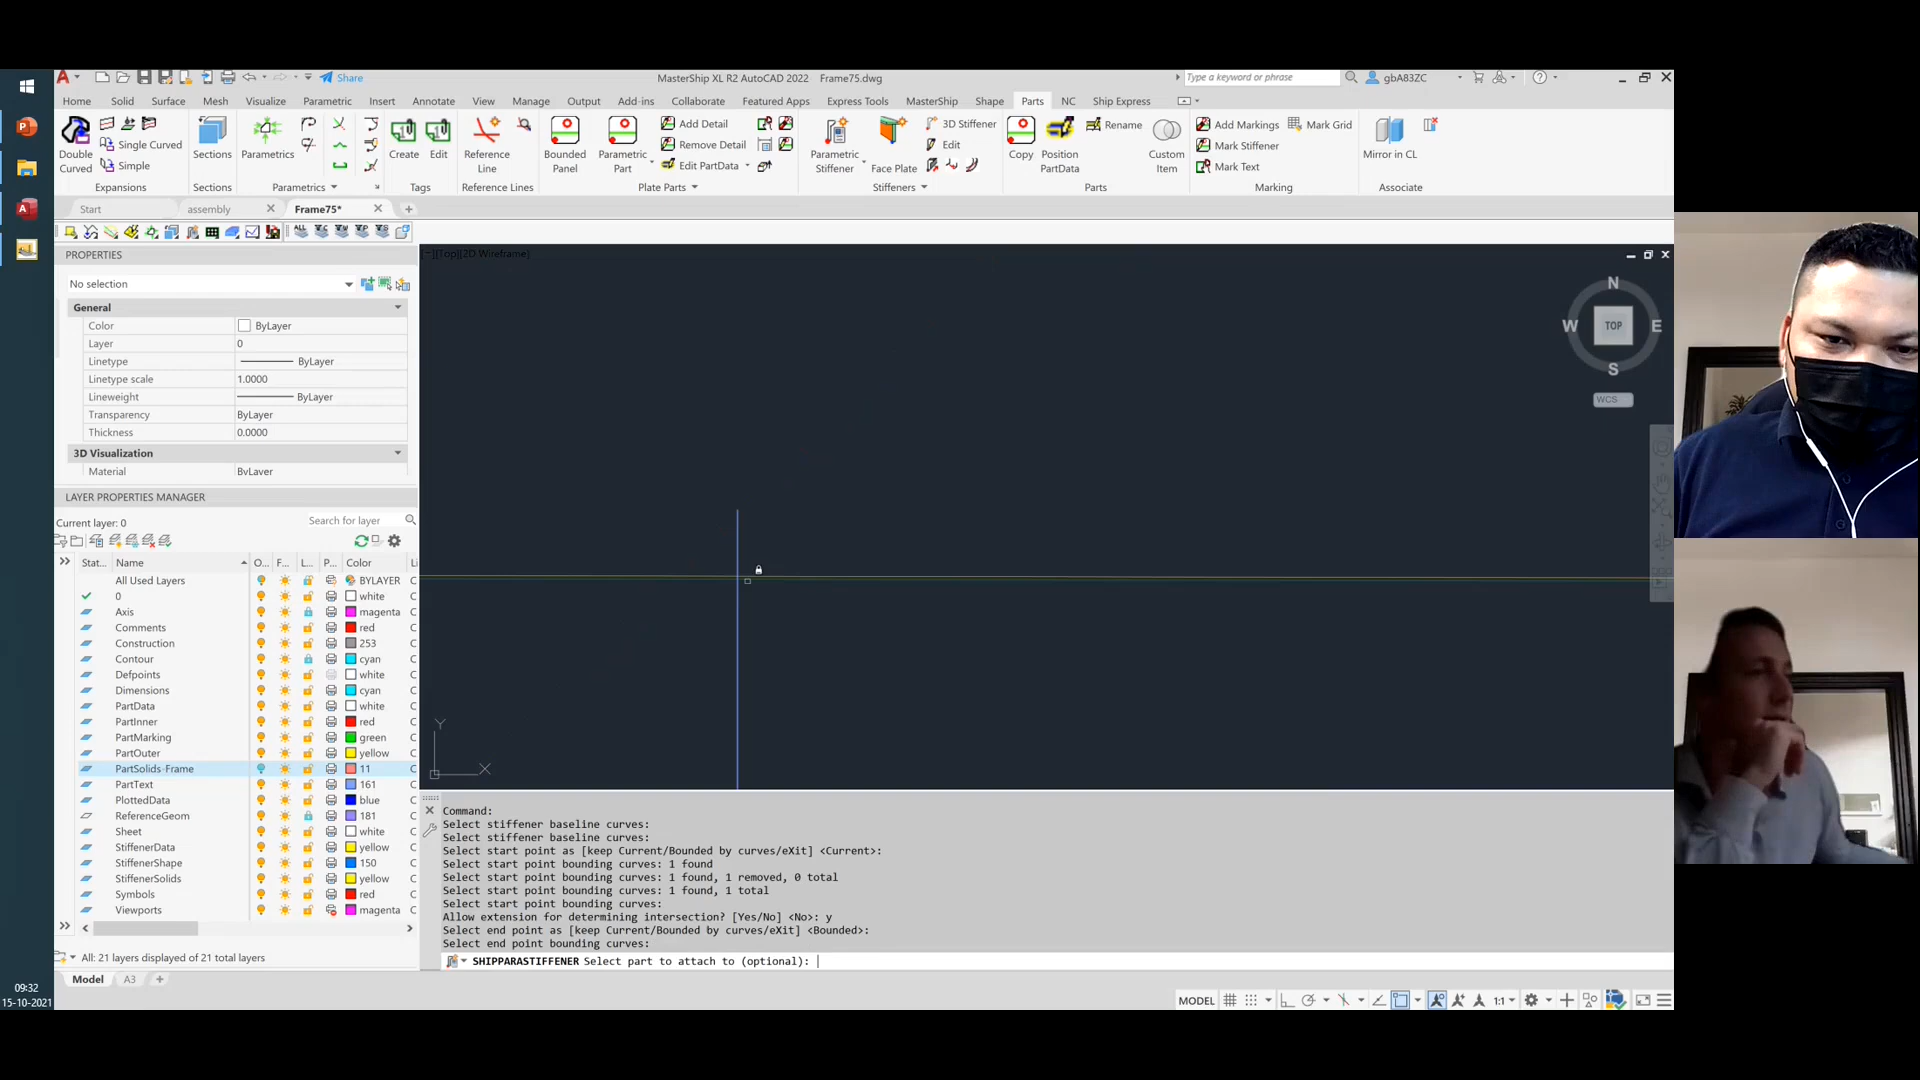 MasterShip XL R2 AutoCAD 2022 Frame75.dwg
Share
Type a keyword or phrase
gbA83ZC
Home Solid Surface Mesh Visualize Parametric Insert Annotate View Manage Output Add-ins Collaborate Featured Apps Express Tools MasterShip Shape Parts NC Ship Express
Double Curved
Single Curved
Simple
Expansions
Sections
Sections
Parametrics
Parametrics
Create Edit
Tags
Reference Line
Reference Lines
Bounded Panel
Parametric Part
Add Detail
Remove Detail
Edit PartData
Plate Parts
Parametric Stiffener
Face Plate
3D Stiffener
Edit
Stiffeners
Copy
Position PartData
Rename
Custom Item
Parts
Add Markings Mark Grid
Mark Stiffener
Mark Text
Marking
Mirror in CL
Associate
Start assembly Frame75*
PROPERTIES
No selection
General
Color ByLayer
Layer 0
Linetype ByLayer
Linetype scale 1.0000
Lineweight ByLayer
Transparency ByLayer
Thickness 0.0000
3D Visualization
Material ByLayer
LAYER PROPERTIES MANAGER
Current layer: 0
Search for layer
Stat... Name O... F... L... P... Color Li
All Used Layers BYLAYER C
0 white C
Axis magenta C
Comments red C
Construction 253 C
Contour cyan C
Defpoints white C
Dimensions cyan C
PartData white C
PartInner red C
PartMarking green C
PartOuter yellow C
PartSolids-Frame 11 C
PartText 161 C
PlottedData blue C
ReferenceGeom 181 C
Sheet white C
StiffenerData yellow C
StiffenerShape 150 C
StiffenerSolids yellow C
Symbols red C
Viewports magenta C
All: 21 layers displayed of 21 total layers
Model A3
[Top][2D Wireframe]
N
W TOP E
S
WCS
Y
X
Command:
Select stiffener baseline curves:
Select stiffener baseline curves:
Select start point as [keep Current/Bounded by curves/eXit] <Current>:
Select start point bounding curves: 1 found
Select start point bounding curves: 1 found, 1 removed, 0 total
Select start point bounding curves: 1 found, 1 total
Select start point bounding curves:
Allow extension for determining intersection? [Yes/No] <No>: y
Select end point as [keep Current/Bounded by curves/eXit] <Bounded>:
Select end point bounding curves:
SHIPPARASTIFFENER Select part to attach to (optional):
MODEL 1:1
09:32
15-10-2021